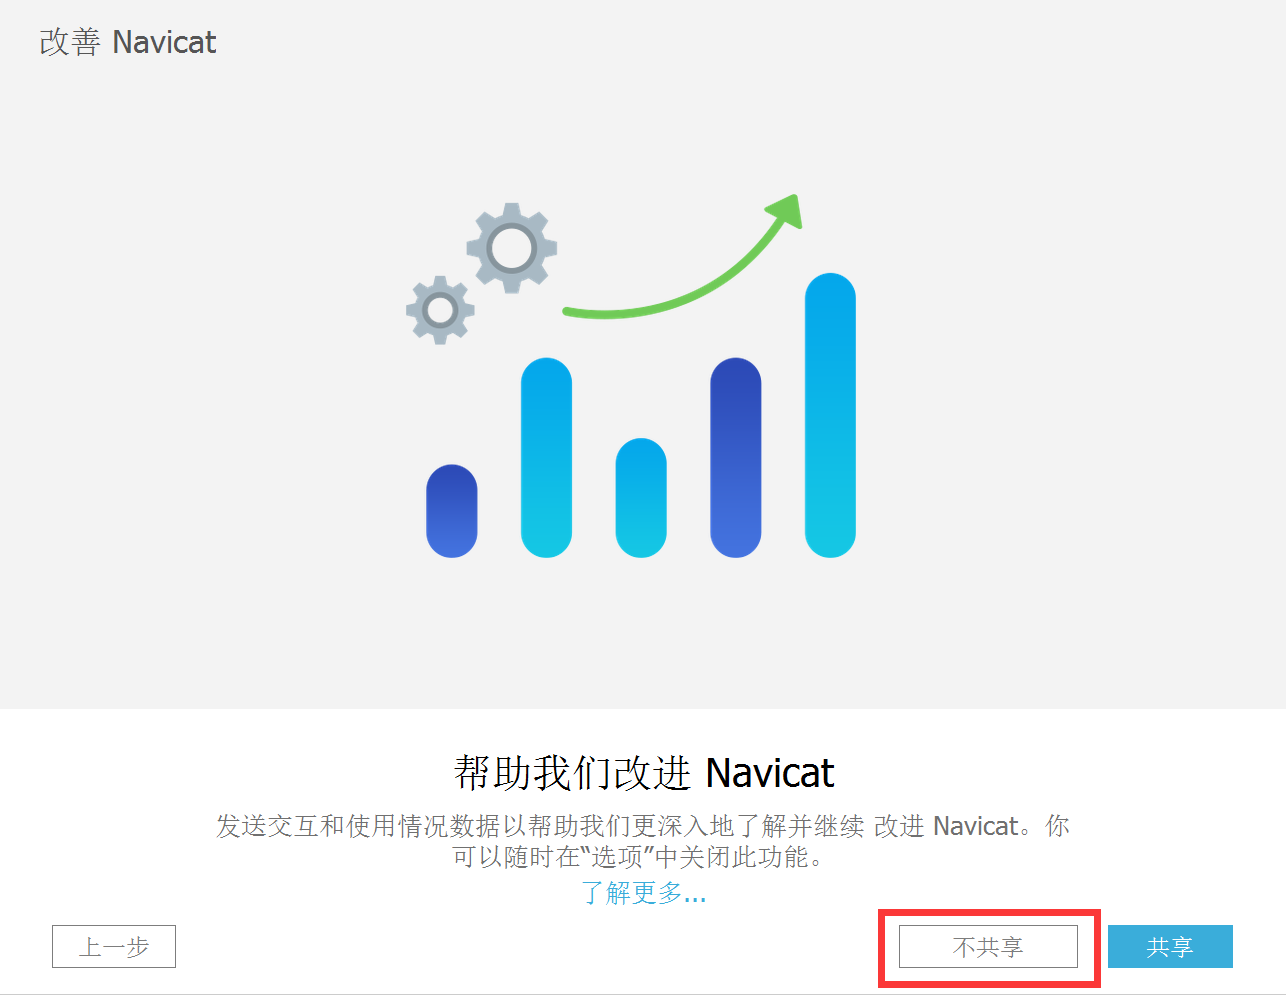 改善 Navicat
帮助我们改进 Navicat
发送交互和使用情况数据以帮助我们更深入地了解并继续 改进 Navicat。你
可以随时在“选项”中关闭此功能。
了解更多...
上一步
不共享
共享